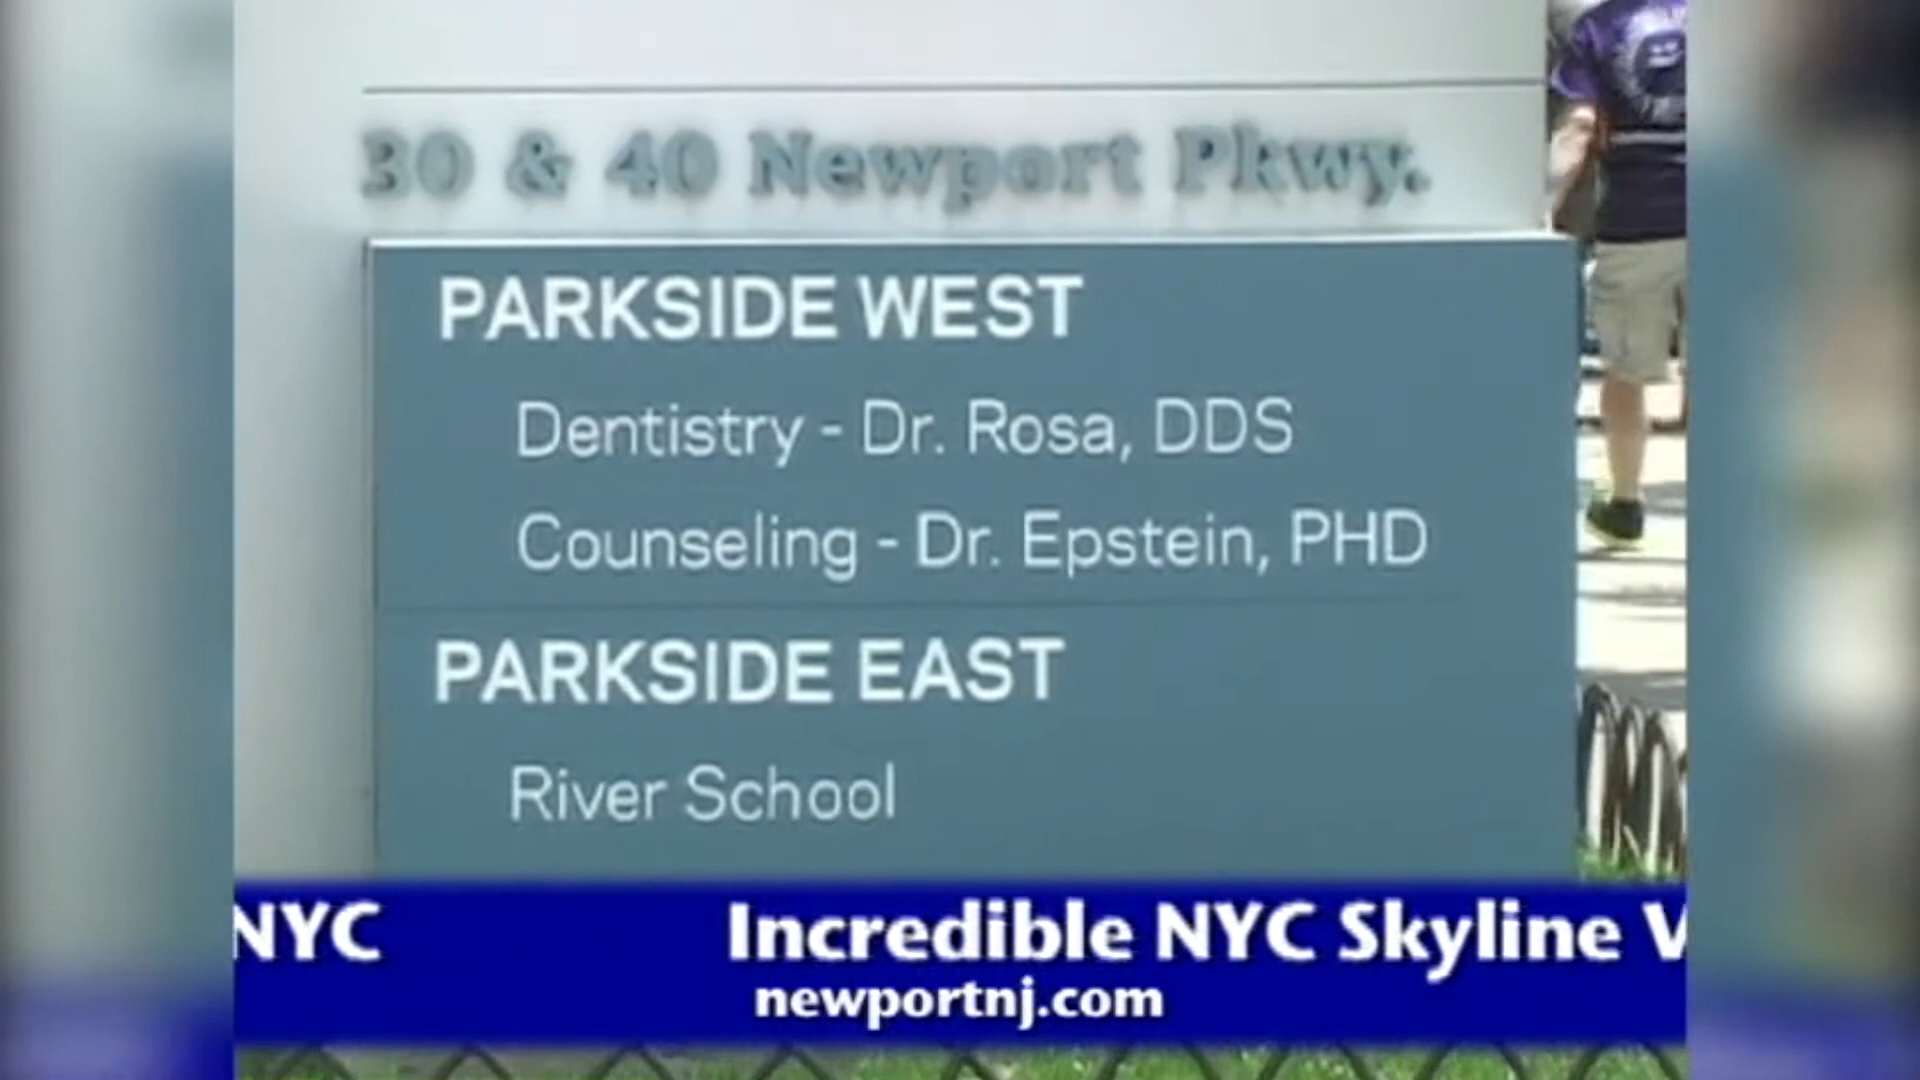 30 & 40 Newport Pkwy.
PARKSIDE WEST
Dentistry - Dr. Rosa, DDS
Counseling - Dr. Epstein, PHD
PARKSIDE EAST
River School
NYC Incredible NYC Skyline V
newportnj.com